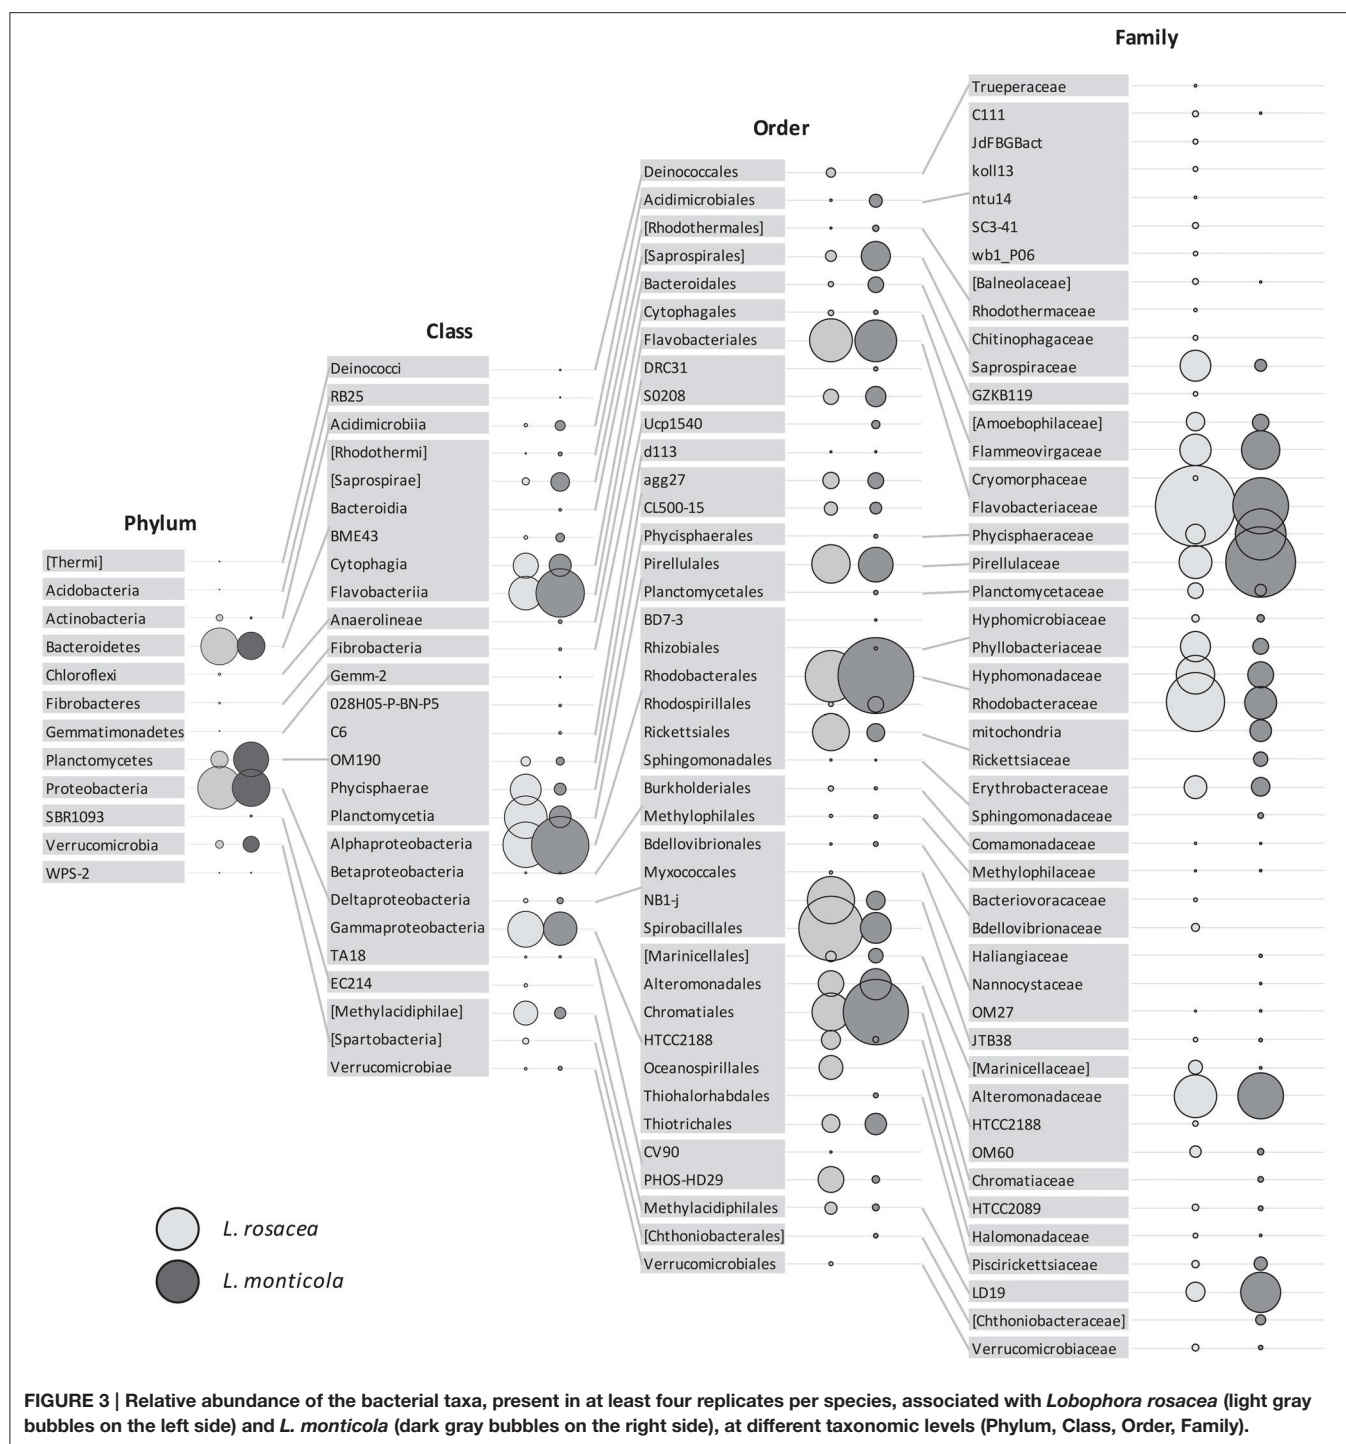 Phylum
[Thermi]
Acidobacteria
Actinobacteria
Bacteroidetes
Chloroflexi
Fibrobacteres
Gemmatimonadetes
Planctomycetes
Proteobacteria
SBR1093
Verrucomicrobia
WPS-2
Class
Deinococci
RB25
Acidimicrobiia
[Rhodothermi]
[Saprospirae]
Bacteroidia
BME43
Cytophagia
Flavobacteriia
Anaerolineae
Fibrobacteria
Gemm-2
028H05-P-BN-P5
C6
OM190
Phycisphaerae
Planctomycetia
Alphaproteobacteria
Betaproteobacteria
Deltaproteobacteria
Gammaproteobacteria
TA18
EC214
[Methylacidiphilae]
[Spartobacteria]
Verrucomicrobiae
Order
Deinococcales
Acidimicrobiales
[Rhodothermales]
[Saprospirales]
Bacteroidales
Cytophagales
Flavobacteriales
DRC31
S0208
Ucp1540
d113
agg27
CL500-15
Phycisphaerales
Pirellulales
Planctomycetales
BD7-3
Rhizobiales
Rhodobacterales
Rhodospirillales
Rickettsiales
Sphingomonadales
Burkholderiales
Methylophilales
Bdellovibrionales
Myxococcales
NB1-j
Spirobacillales
[Marinicellales]
Alteromonadales
Chromatiales
HTCC2188
Oceanospirillales
Thiohalorhabdales
Thiotrichales
CV90
PHOS-HD29
Methylacidiphilales
[Chthoniobacterales]
Verrucomicrobiales
Family
Trueperaceae
C111
JdFBGBact
koll13
ntu14
SC3-41
wb1_P06
[Balneolaceae]
Rhodothermaceae
Chitinophagaceae
Saprospiraceae
GZKB119
[Amoebophilaceae]
Flammeovirgaceae
Cryomorphaceae
Flavobacteriaceae
Phycisphaeraceae
Pirellulaceae
Planctomycetaceae
Hyphomicrobiaceae
Phyllobacteriaceae
Hyphomonadaceae
Rhodobacteraceae
mitochondria
Rickettsiaceae
Erythrobacteraceae
Sphingomonadaceae
Comamonadaceae
Methylophilaceae
Bacteriovoracaceae
Bdellovibrionaceae
Haliangiaceae
Nannocystaceae
OM27
JTB38
[Marinicellaceae]
Alteromonadaceae
HTCC2188
OM60
Chromatiaceae
HTCC2089
Halomonadaceae
Piscirickettsiaceae
LD19
[Chthoniobacteraceae]
Verrucomicrobiaceae
L. rosacea
L. monticola
FIGURE 3 | Relative abundance of the bacterial taxa, present in at least four replicates per species, associated with Lobophora rosacea (light gray
bubbles on the left side) and L. monticola (dark gray bubbles on the right side), at different taxonomic levels (Phylum, Class, Order, Family).